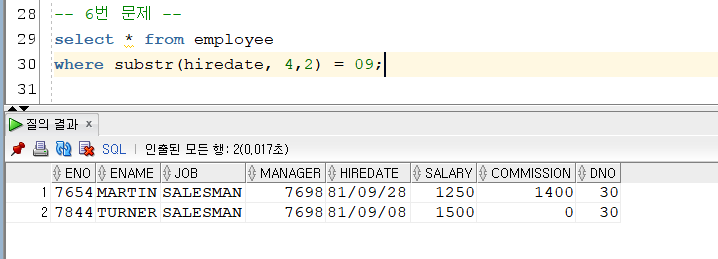 28 -- 6번 문제 --
29 select * from employee
30 where substr(hiredate, 4,2) = 09;
31
질의 결과 x
SQL | 인출된 모든 행: 2(0,017초)
ENO ENAME JOB MANAGER HIREDATE SALARY COMMISSION DNO
1 7654 MARTIN SALESMAN 7698 81/09/28 1250 1400 30
2 7844 TURNER SALESMAN 7698 81/09/08 1500 0 30